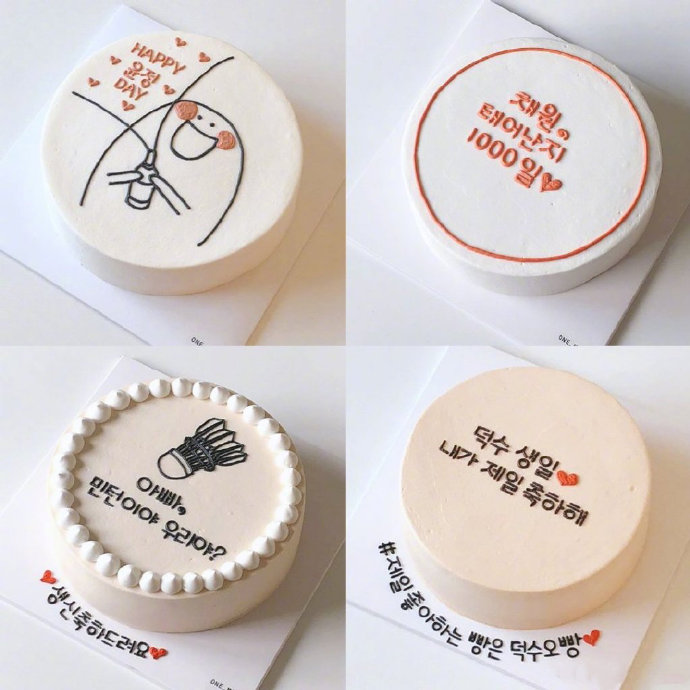 HAPPY
윤정
DAY
채원,
태어난지
1000일
아빠,
민턴이야 우리야?
생신축하드려요
덕수 생일
내가 제일 축하해
#제일좋아하는 빵은 덕수오빵